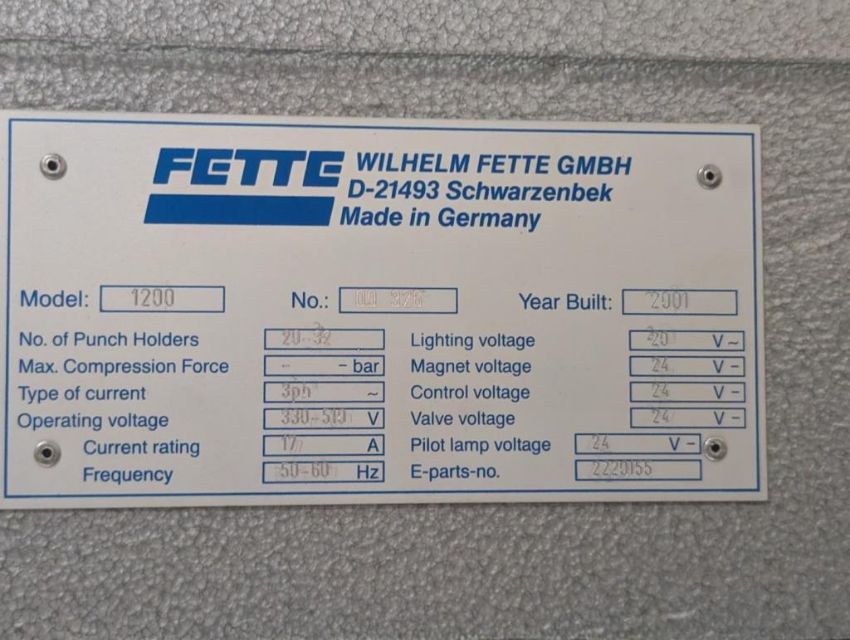 FETTE
WILHELM FETTE GMBH
D-21493 Schwarzenbek
Made in Germany
Model: 1200
No.:
Year Built: 2001
No. of Punch Holders
Lighting voltage V ~
Max. Compression Force - - bar
Magnet voltage 24 V -
Type of current 3ph ~
Control voltage 24 V -
Operating voltage V
Valve voltage 24 V -
Current rating 17 A
Pilot lamp voltage 24 V -
Frequency 50-60 Hz
E-parts-no.